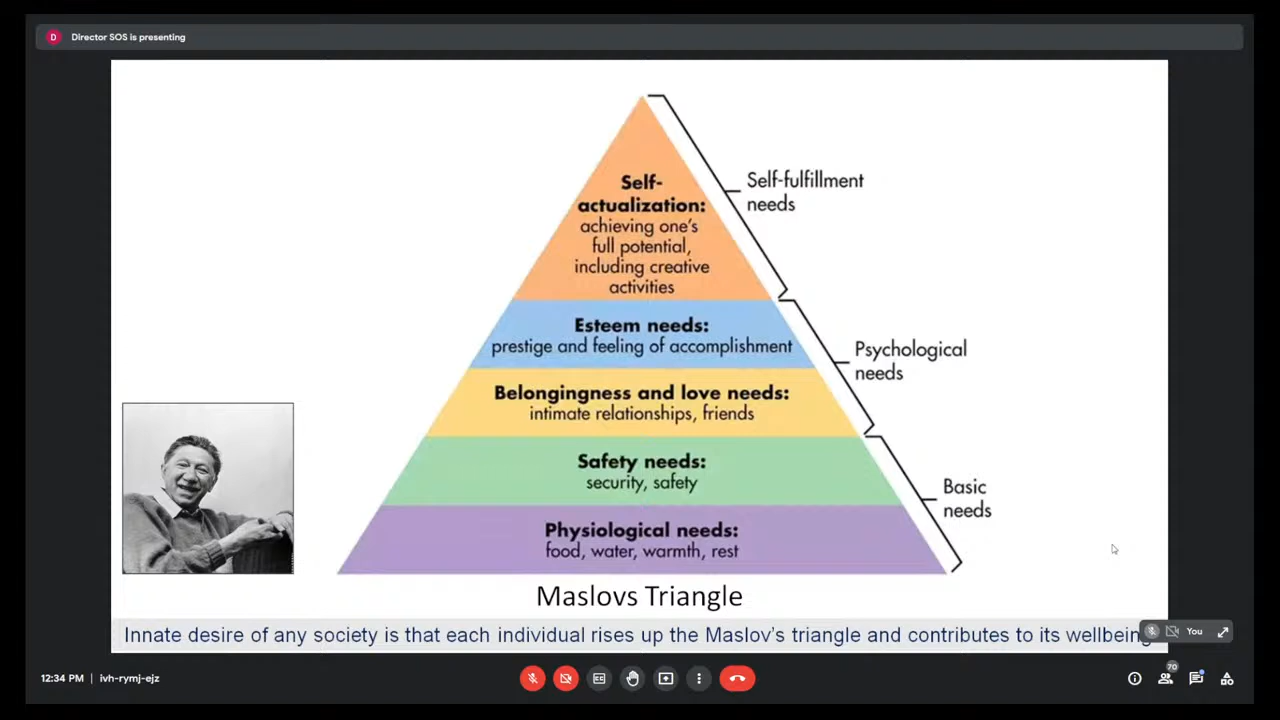 D Director SOS is presenting
Self-
actualization:
achieving one's
full potential,
including creative
activities
Self-fulfillment
needs
Esteem needs:
prestige and feeling of accomplishment
Psychological
needs
Belongingness and love needs:
intimate relationships, friends
Safety needs:
security, safety
Basic
needs
Physiological needs:
food, water, warmth, rest
Maslovs Triangle
Innate desire of any society is that each individual rises up the Maslov's triangle and contributes to its wellbeing
You
12:34 PM | ivh-rymj-ejz
70